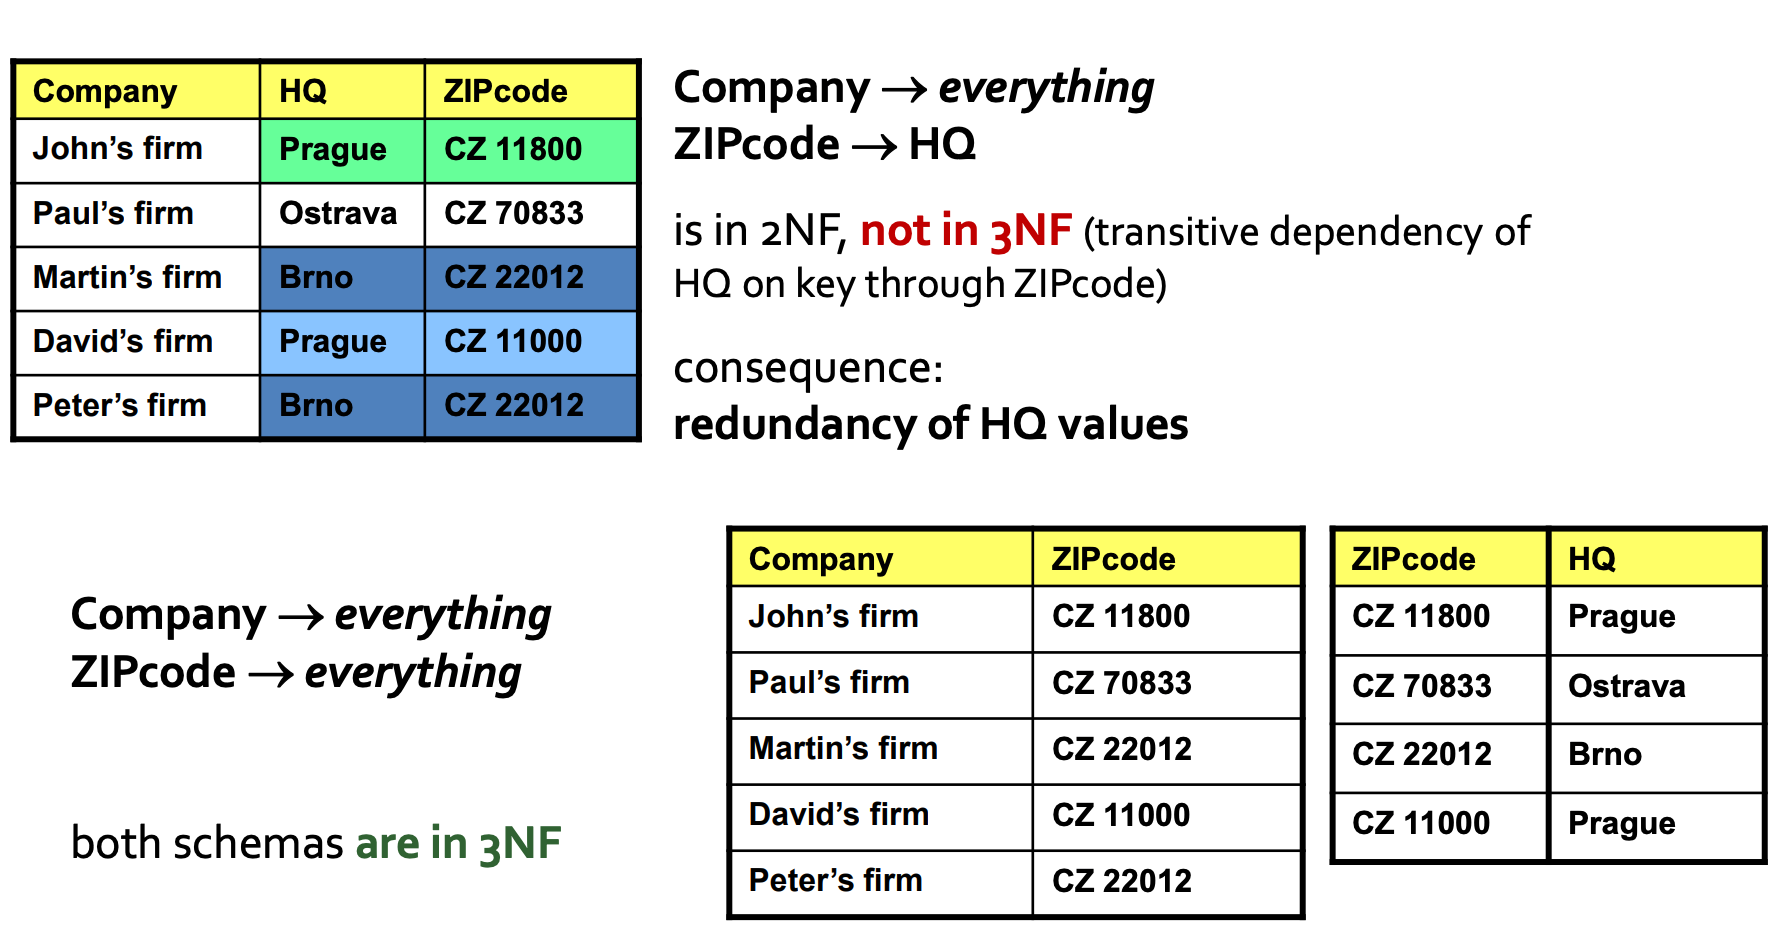 Company HQ ZIPcode
John's firm Prague CZ 11800
Paul's firm Ostrava CZ 70833
Martin's firm Brno CZ 22012
David's firm Prague CZ 11000
Peter's firm Brno CZ 22012
Company → everything
ZIPcode → HQ
is in 2NF, not in 3NF (transitive dependency of
HQ on key through ZIPcode)
consequence:
redundancy of HQ values
Company → everything
ZIPcode → everything
both schemas are in 3NF
Company ZIPcode
John's firm CZ 11800
Paul's firm CZ 70833
Martin's firm CZ 22012
David's firm CZ 11000
Peter's firm CZ 22012
ZIPcode HQ
CZ 11800 Prague
CZ 70833 Ostrava
CZ 22012 Brno
CZ 11000 Prague